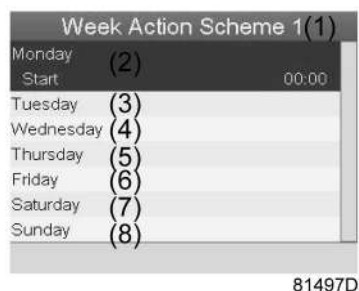 Week Action Scheme 1(1)
Monday (2)
Start 00:00
Tuesday (3)
Wednesday (4)
Thursday (5)
Friday (6)
Saturday (7)
Sunday (8)
81497D